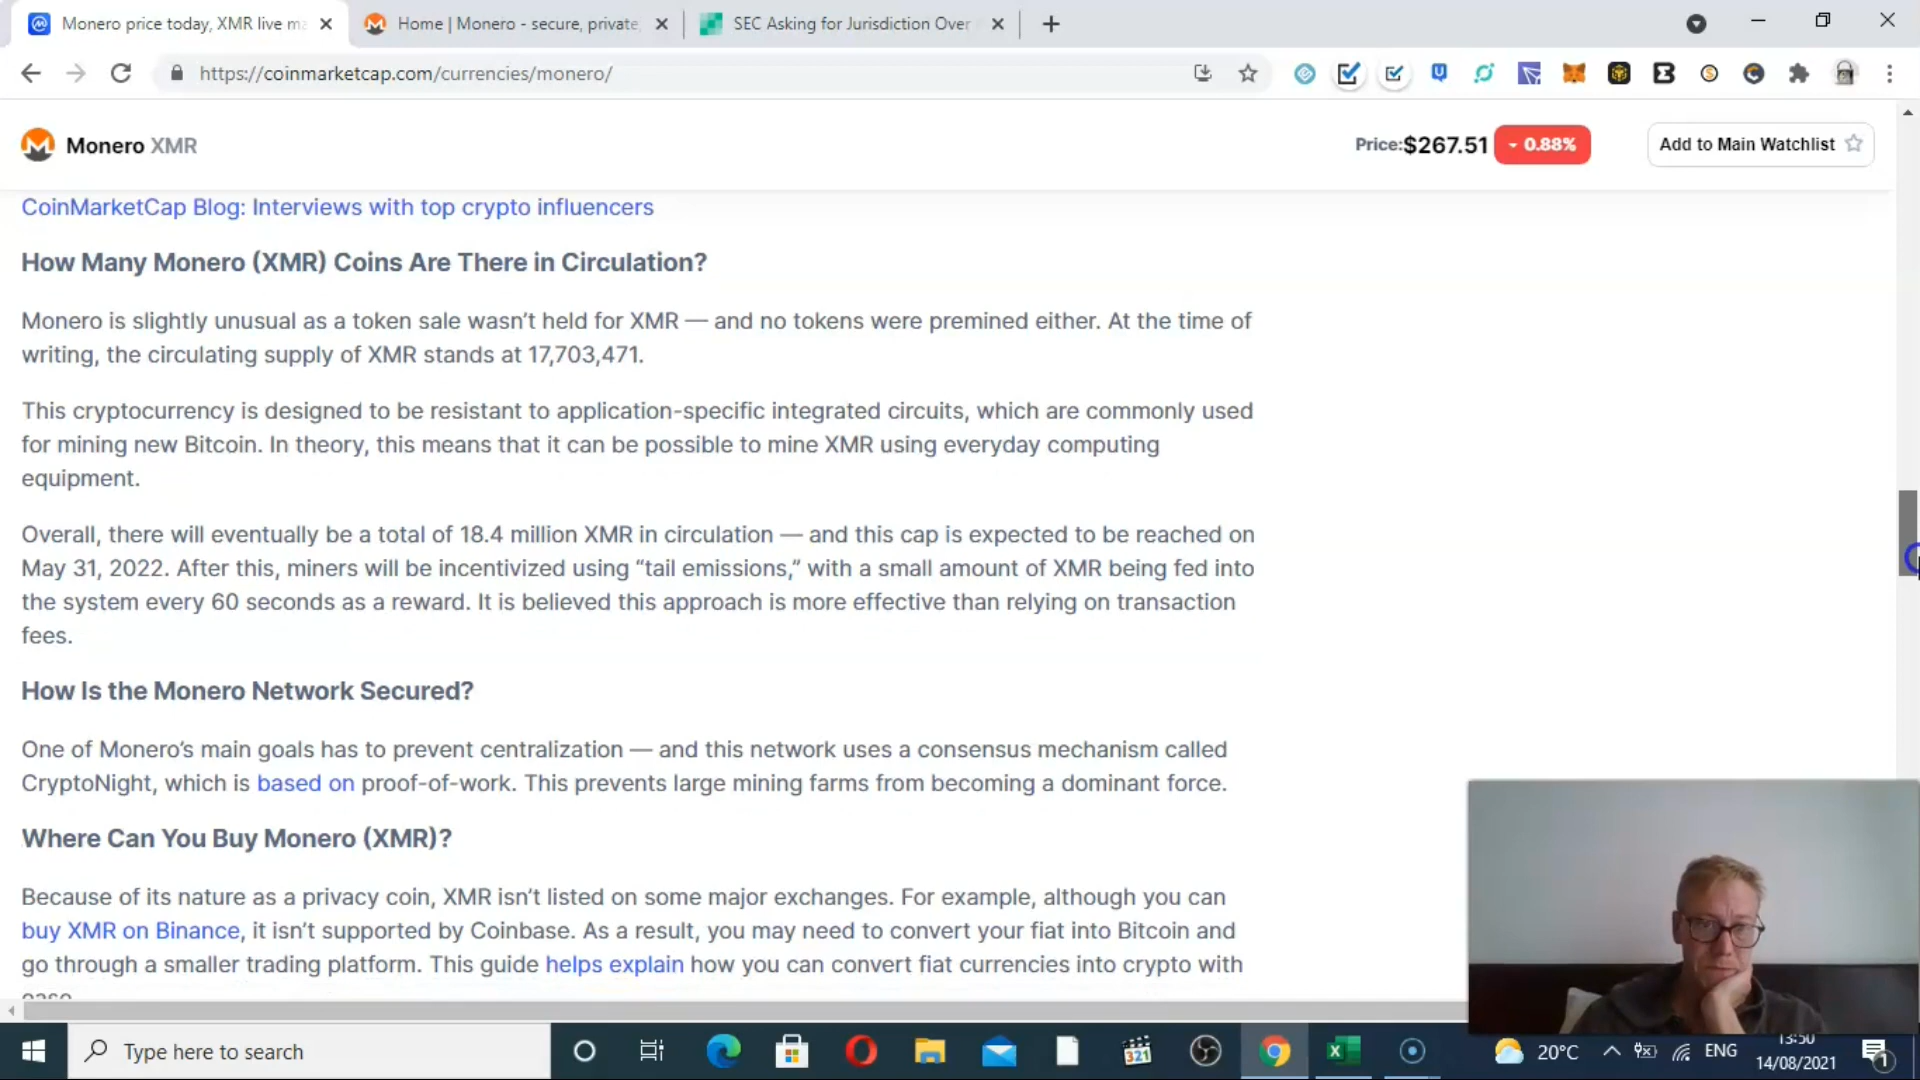 Monero price today, XMR live ma
Home | Monero - secure, private,
SEC Asking for Jurisdiction Over
https://coinmarketcap.com/currencies/monero/
Monero XMR
Price:$267.51
0.88%
Add to Main Watchlist
CoinMarketCap Blog: Interviews with top crypto influencers
How Many Monero (XMR) Coins Are There in Circulation?
Monero is slightly unusual as a token sale wasn’t held for XMR — and no tokens were premined either. At the time of
writing, the circulating supply of XMR stands at 17,703,471.
This cryptocurrency is designed to be resistant to application-specific integrated circuits, which are commonly used
for mining new Bitcoin. In theory, this means that it can be possible to mine XMR using everyday computing
equipment.
Overall, there will eventually be a total of 18.4 million XMR in circulation — and this cap is expected to be reached on
May 31, 2022. After this, miners will be incentivized using “tail emissions,” with a small amount of XMR being fed into
the system every 60 seconds as a reward. It is believed this approach is more effective than relying on transaction
fees.
How Is the Monero Network Secured?
One of Monero’s main goals has to prevent centralization — and this network uses a consensus mechanism called
CryptoNight, which is based on proof-of-work. This prevents large mining farms from becoming a dominant force.
Where Can You Buy Monero (XMR)?
Because of its nature as a privacy coin, XMR isn’t listed on some major exchanges. For example, although you can
buy XMR on Binance, it isn’t supported by Coinbase. As a result, you may need to convert your fiat into Bitcoin and
go through a smaller trading platform. This guide helps explain how you can convert fiat currencies into crypto with
ease.
Type here to search
321
20°C
ENG
13:50
14/08/2021
1